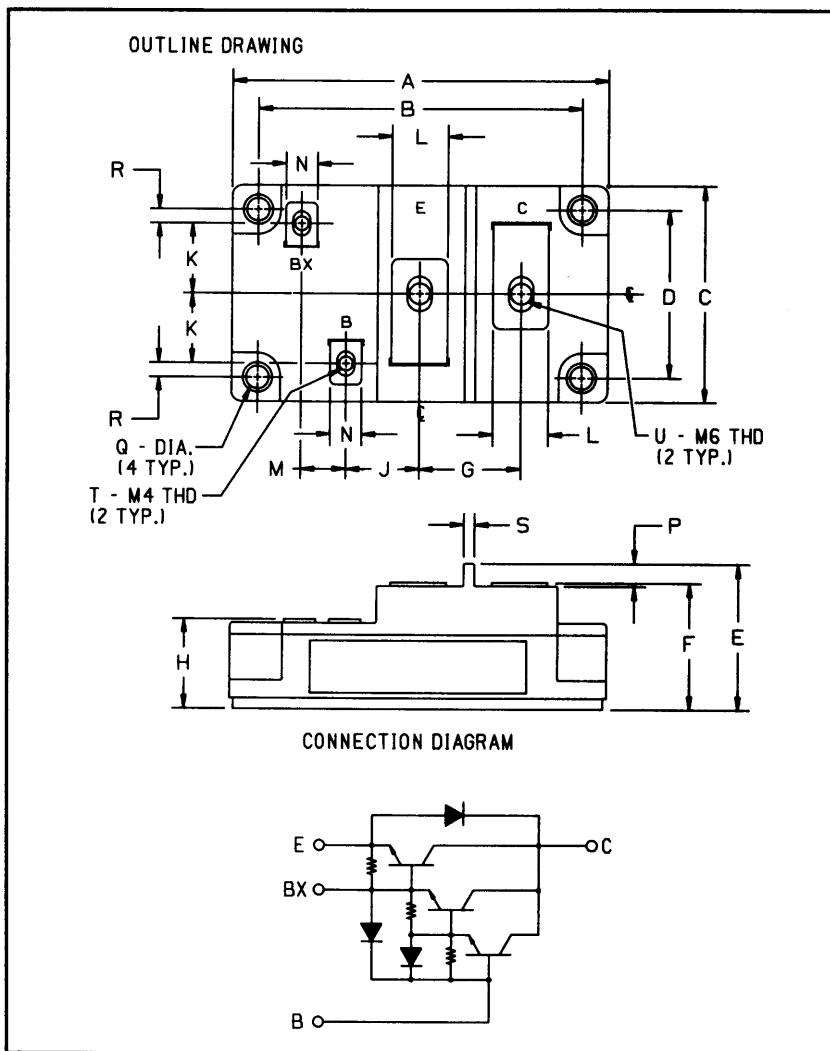 OUTLINE DRAWING
A
B
L
N
R
E
C
K
BX
D
C
K
B
R
N
L
Q - DIA.
(4 TYP.)
M
J
G
U - M6 THD
(2 TYP.)
T - M4 THD
(2 TYP.)
S
P
H
F
E
CONNECTION DIAGRAM
E
C
BX
B